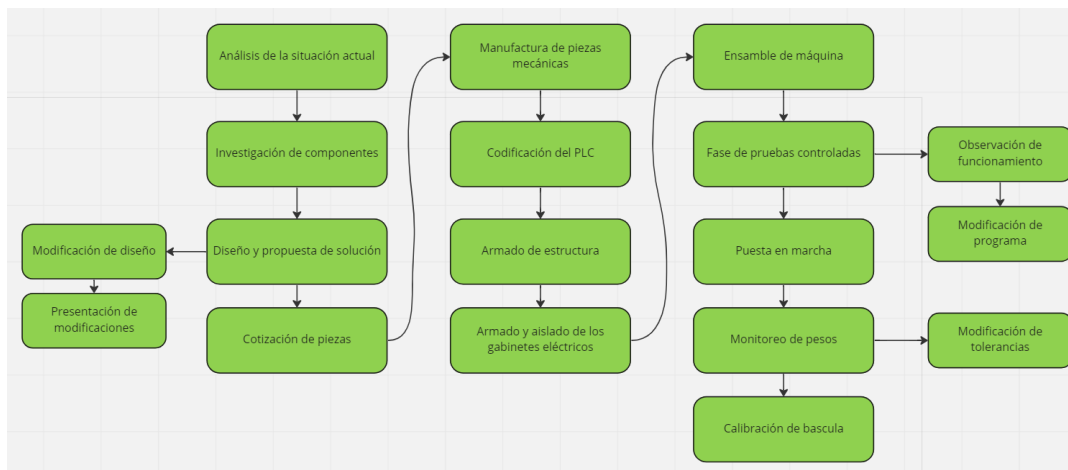 Análisis de la situación actual
Investigación de componentes
Diseño y propuesta de solución
Modificación de diseño
Presentación de
modificaciones
Cotización de piezas
Manufactura de piezas
mecánicas
Codificación del PLC
Armado de estructura
Armado y aislado de los
gabinetes eléctricos
Ensamble de máquina
Fase de pruebas controladas
Observación de
funcionamiento
Modificación de
programa
Puesta en marcha
Monitoreo de pesos
Modificación de
tolerancias
Calibración de bascula